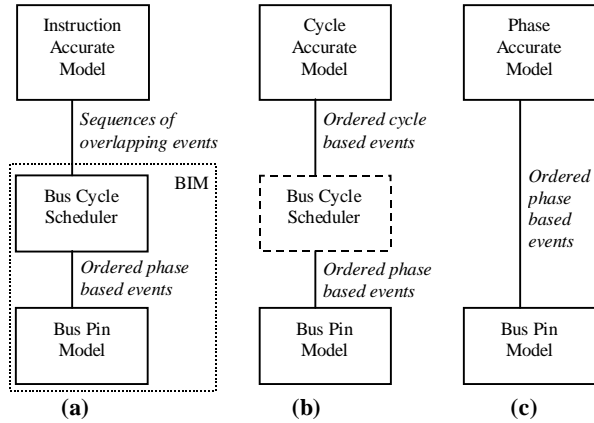 Instruction
Accurate
Model
Sequences of
overlapping events
BIM
Bus Cycle
Scheduler
Ordered phase
based events
Bus Pin
Model
(a)
Cycle
Accurate
Model
Ordered cycle
based events
Bus Cycle
Scheduler
Ordered phase
based events
Bus Pin
Model
(b)
Phase
Accurate
Model
Ordered
phase
based
events
Bus Pin
Model
(c)